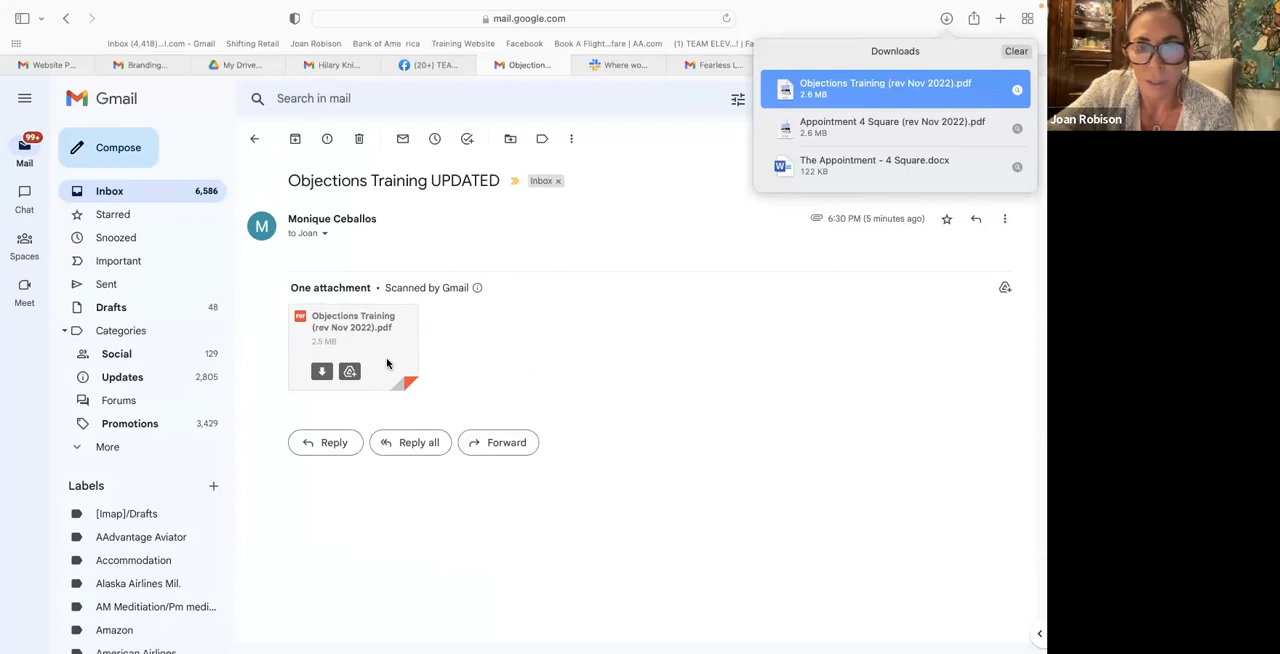 mail.google.com
Inbox (4,418)...l.com - Gmail
Shifting Retail
Joan Robison
Bank of Ame rica
Training Website
Facebook
Book A Flight...fare | AA.com
(1) TEAM ELEV...! | Fa
Website P...
Branding...
My Drive...
Hilary Kni...
(20+) TEA...
Objection...
Where wo...
Fearless L...
Downloads
Clear
Objections Training (rev Nov 2022).pdf
2.6 MB
Appointment 4 Square (rev Nov 2022).pdf
2.6 MB
The Appointment - 4 Square.docx
122 KB
Joan Robison
Gmail
Search in mail
99+
Mail
Chat
Spaces
Meet
Compose
Inbox 6,586
Starred
Snoozed
Important
Sent
Drafts 48
Categories
Social 129
Updates 2,805
Forums
Promotions 3,429
More
Labels
[Imap]/Drafts
AAdvantage Aviator
Accommodation
Alaska Airlines Mil.
AM Meditiation/Pm medi...
Amazon
American Airlines
Objections Training UPDATED
Inbox ×
M
Monique Ceballos
to Joan
6:30 PM (5 minutes ago)
One attachment • Scanned by Gmail
PDF
Objections Training
(rev Nov 2022).pdf
2.5 MB
Reply
Reply all
Forward